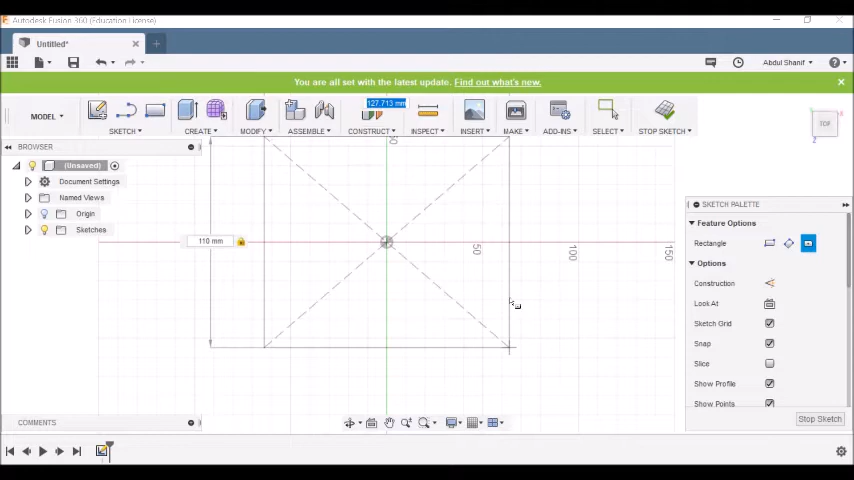 Autodesk Fusion 360 (Education License)
Untitled*
Abdul Shanif
You are all set with the latest update. Find out what's new.
MODEL
SKETCH
CREATE
MODIFY
ASSEMBLE
127.713 mm
CONSTRUCT
INSPECT
INSERT
MAKE
ADD-INS
SELECT
STOP SKETCH
TOP
BROWSER
(Unsaved)
Document Settings
Named Views
Origin
Sketches
110 mm
50
50
100
150
SKETCH PALETTE
Feature Options
Rectangle
Options
Construction
Look At
Sketch Grid
Snap
Slice
Show Profile
Show Points
Stop Sketch
COMMENTS